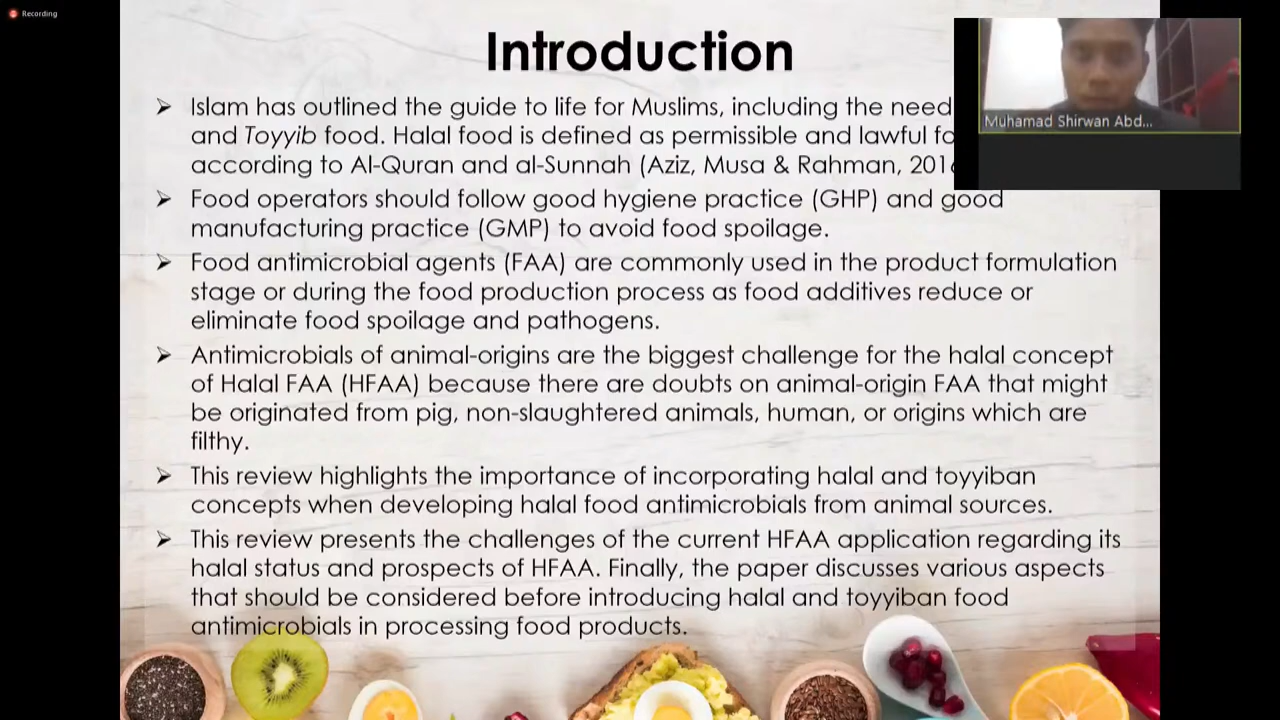 Recording
Introduction
Islam has outlined the guide to life for Muslims, including the need
and Toyyib food. Halal food is defined as permissible and lawful
according to Al-Quran and al-Sunnah (Aziz, Musa & Rahman,
Muhamad Shirwan Abd...
Food operators should follow good hygiene practice (GHP) and good
manufacturing practice (GMP) to avoid food spoilage.
Food antimicrobial agents (FAA) are commonly used in the product formulation
stage or during the food production process as food additives reduce or
eliminate food spoilage and pathogens.
Antimicrobials of animal-origins are the biggest challenge for the halal concept
of Halal FAA (HFAA) because there are doubts on animal-origin FAA that might
be originated from pig, non-slaughtered animals, human, or origins which are
filthy.
This review highlights the importance of incorporating halal and toyyiban
concepts when developing halal food antimicrobials from animal sources.
This review presents the challenges of the current HFAA application regarding its
halal status and prospects of HFAA. Finally, the paper discusses various aspects
that should be considered before introducing halal and toyyiban food
antimicrobials in processing food products.